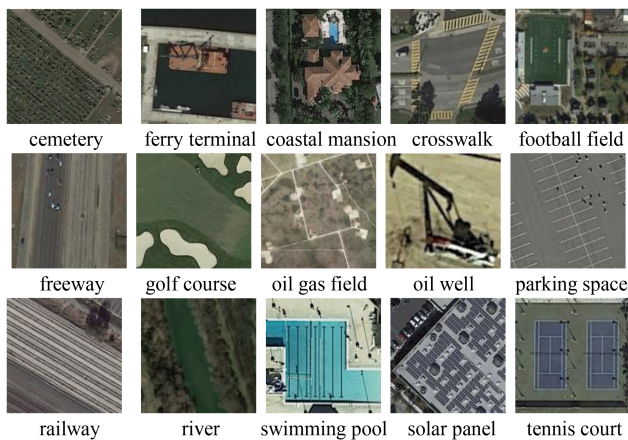 cemetery ferry terminal coastal mansion crosswalk football field
freeway golf course oil gas field oil well parking space
railway river swimming pool solar panel tennis court